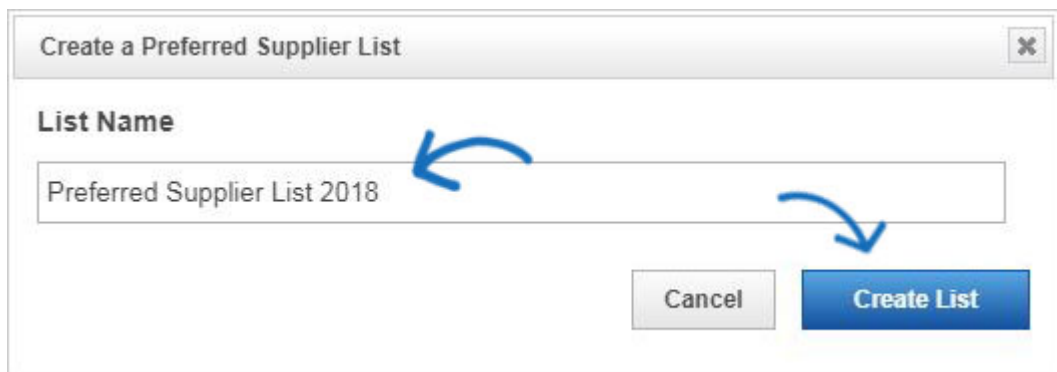 Create a Preferred Supplier List
List Name
Preferred Supplier List 2018
Cancel
Create List